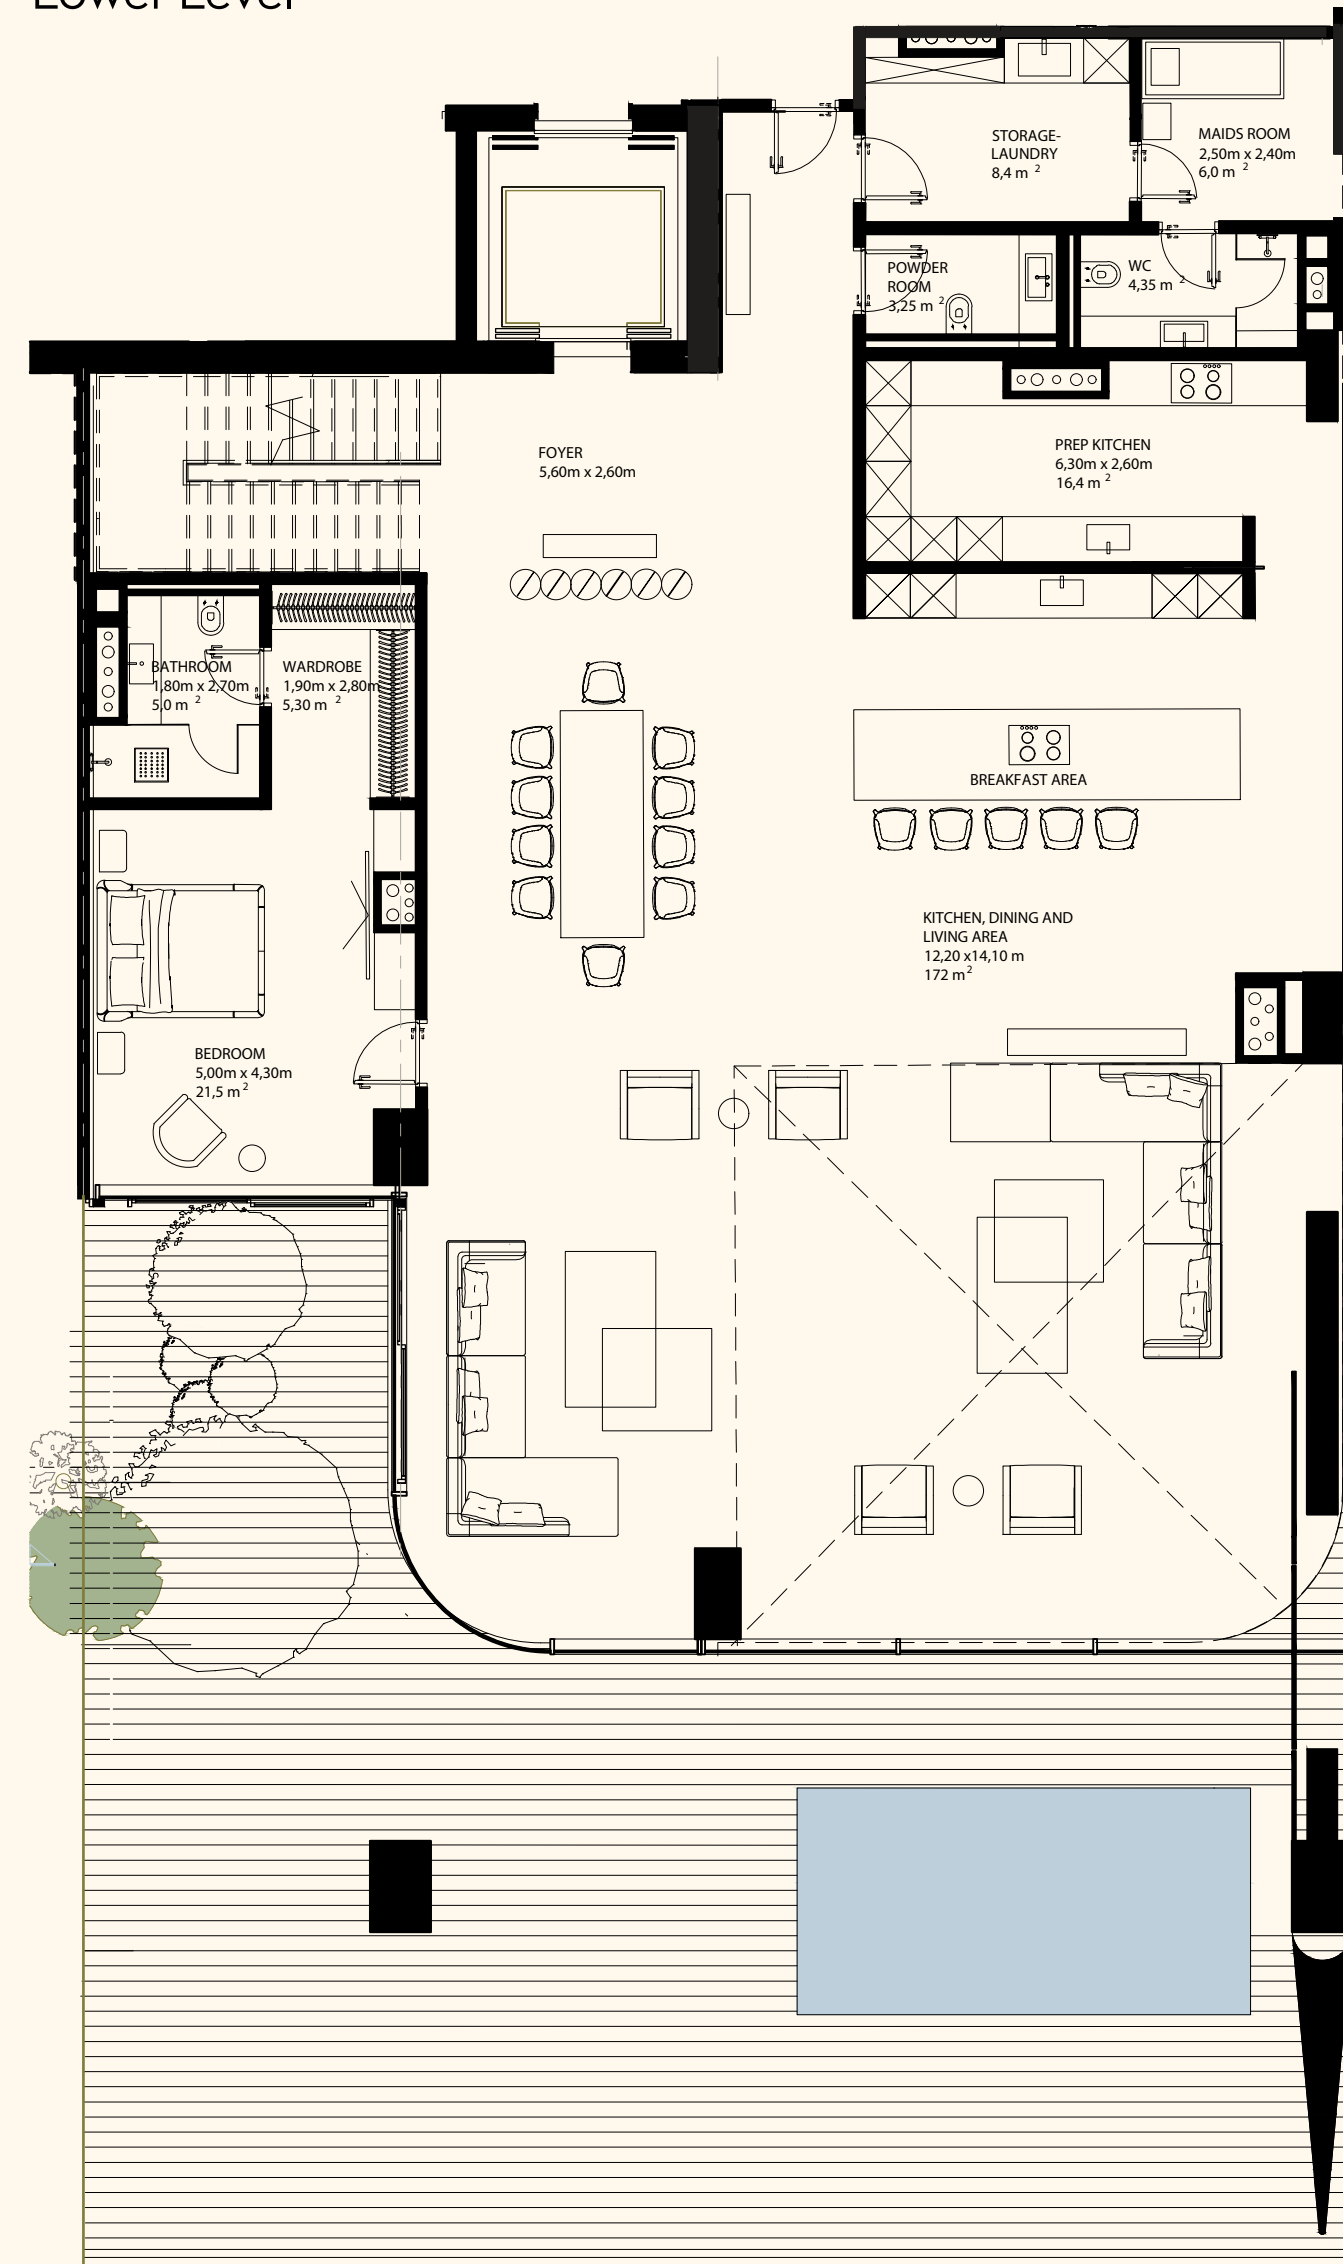 Lower Level
STORAGE-
LAUNDRY
8,4 m 2
MAIDS ROOM
2,50m x 2,40m
6,0 m 2
POWDER
ROOM
3,25 m 2
WC
4,35 m 2
FOYER
5,60m x 2,60m
PREP KITCHEN
6,30m x 2,60m
16,4 m 2
BATHROOM
1,80m x 2,70m
5,0 m 2
WARDROBE
1,90m x 2,80m
5,30 m 2
BREAKFAST AREA
KITCHEN, DINING AND
LIVING AREA
12,20 x14,10 m
172 m2
BEDROOM
5,00m x 4,30m
21,5 m2